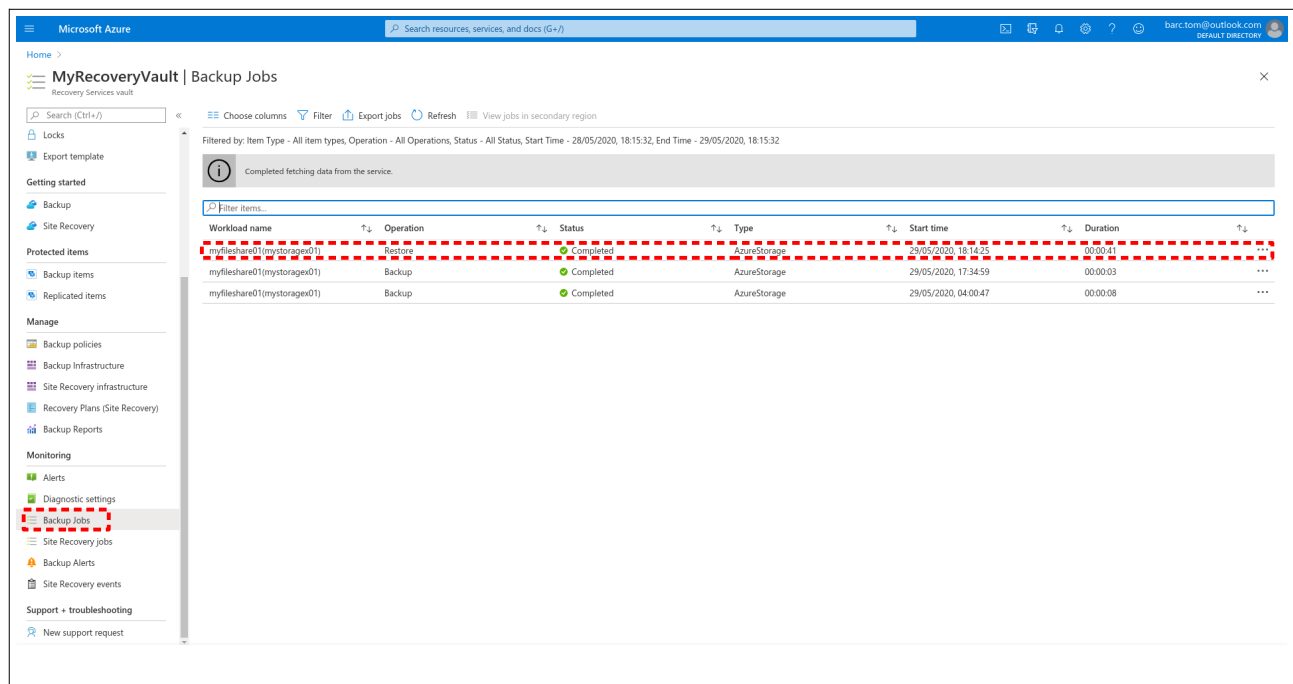 Microsoft Azure
Search resources, services, and docs (G+/)
barc.tom@outlook.com
DEFAULT DIRECTORY
Home >
MyRecoveryVault | Backup Jobs
Recovery Services vault
Search (Ctrl+/)
«
Choose columns Filter Export jobs Refresh View jobs in secondary region
Locks
Export template
Getting started
Backup
Site Recovery
Protected items
Backup items
Replicated items
Manage
Backup policies
Backup Infrastructure
Site Recovery infrastructure
Recovery Plans (Site Recovery)
Backup Reports
Monitoring
Alerts
Diagnostic settings
Backup Jobs
Site Recovery jobs
Backup Alerts
Site Recovery events
Support + troubleshooting
New support request
Filtered by: Item Type - All item types, Operation - All Operations, Status - All Status, Start Time - 28/05/2020, 18:15:32, End Time - 29/05/2020, 18:15:32
Completed fetching data from the service.
Filter items...
Workload name Operation Status Type Start time Duration
myfileshare01(mystoragex01) Restore Completed AzureStorage 29/05/2020, 18:14:25 00:00:41 ...
myfileshare01(mystoragex01) Backup Completed AzureStorage 29/05/2020, 17:34:59 00:00:03 ...
myfileshare01(mystoragex01) Backup Completed AzureStorage 29/05/2020, 04:00:47 00:00:08 ...